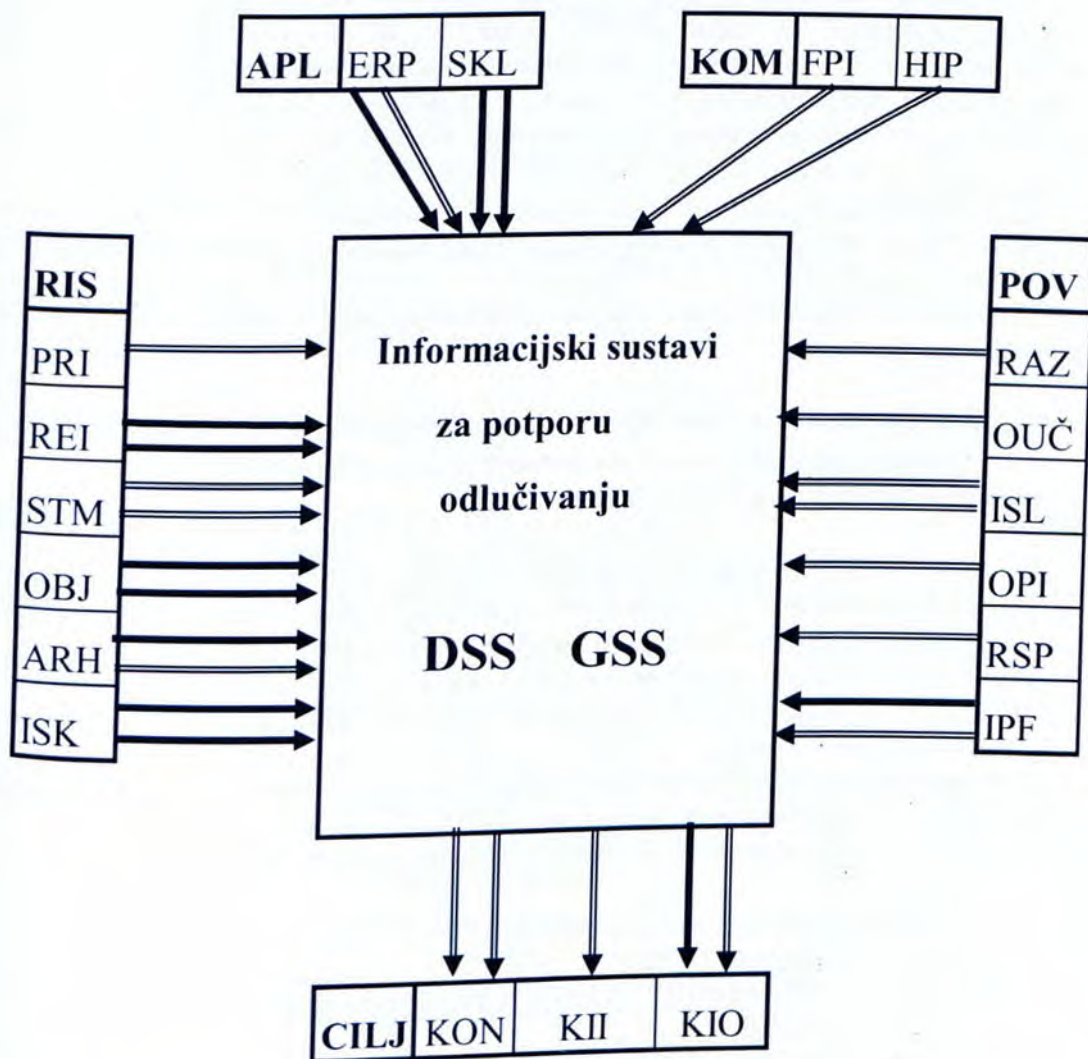 APL ERP SKL
KOM FPI HIP
RIS
PRI
REI
STM
OBJ
ARH
ISK
Informacijski sustavi
za potporu
odlučivanju
DSS GSS
POV
RAZ
OUČ
ISL
OPI
RSP
IPF
CILJ KON KII KIO